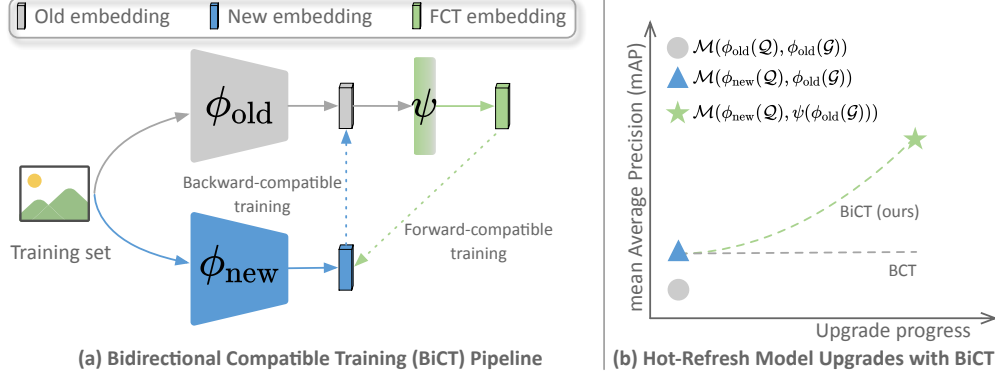 Old embedding New embedding FCT embedding
ϕold
ψ
Backward-compatible
training
Forward-compatible
training
Training set
ϕnew
(a) Bidirectional Compatible Training (BiCT) Pipeline
mean Average Precision (mAP)
ℳ(ϕold(𝒬), ϕold(𝒢))
ℳ(ϕnew(𝒬), ϕold(𝒢))
ℳ(ϕnew(𝒬), ψ(ϕold(𝒢)))
BiCT (ours)
BCT
Upgrade progress
(b) Hot-Refresh Model Upgrades with BiCT